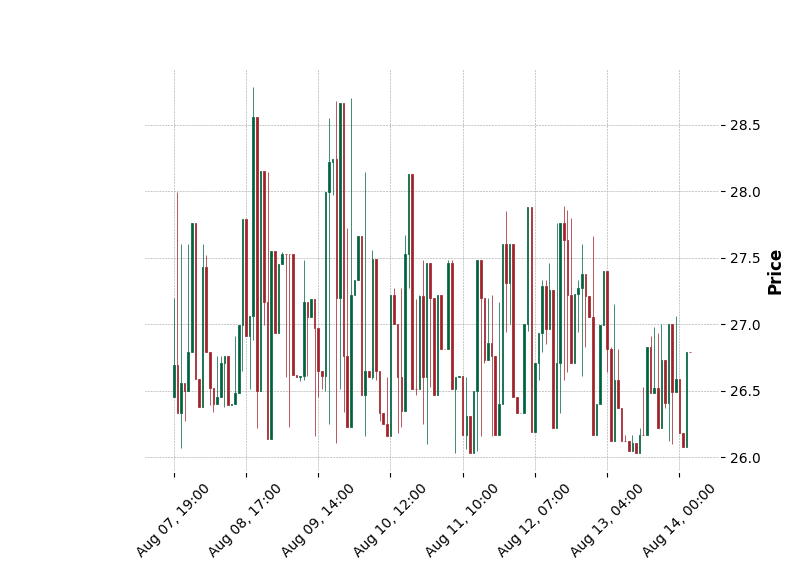 28.5
28.0
27.5
27.0
26.5
26.0
Price
Aug 07, 19:00
Aug 08, 17:00
Aug 09, 14:00
Aug 10, 12:00
Aug 11, 10:00
Aug 12, 07:00
Aug 13, 04:00
Aug 14, 00:00